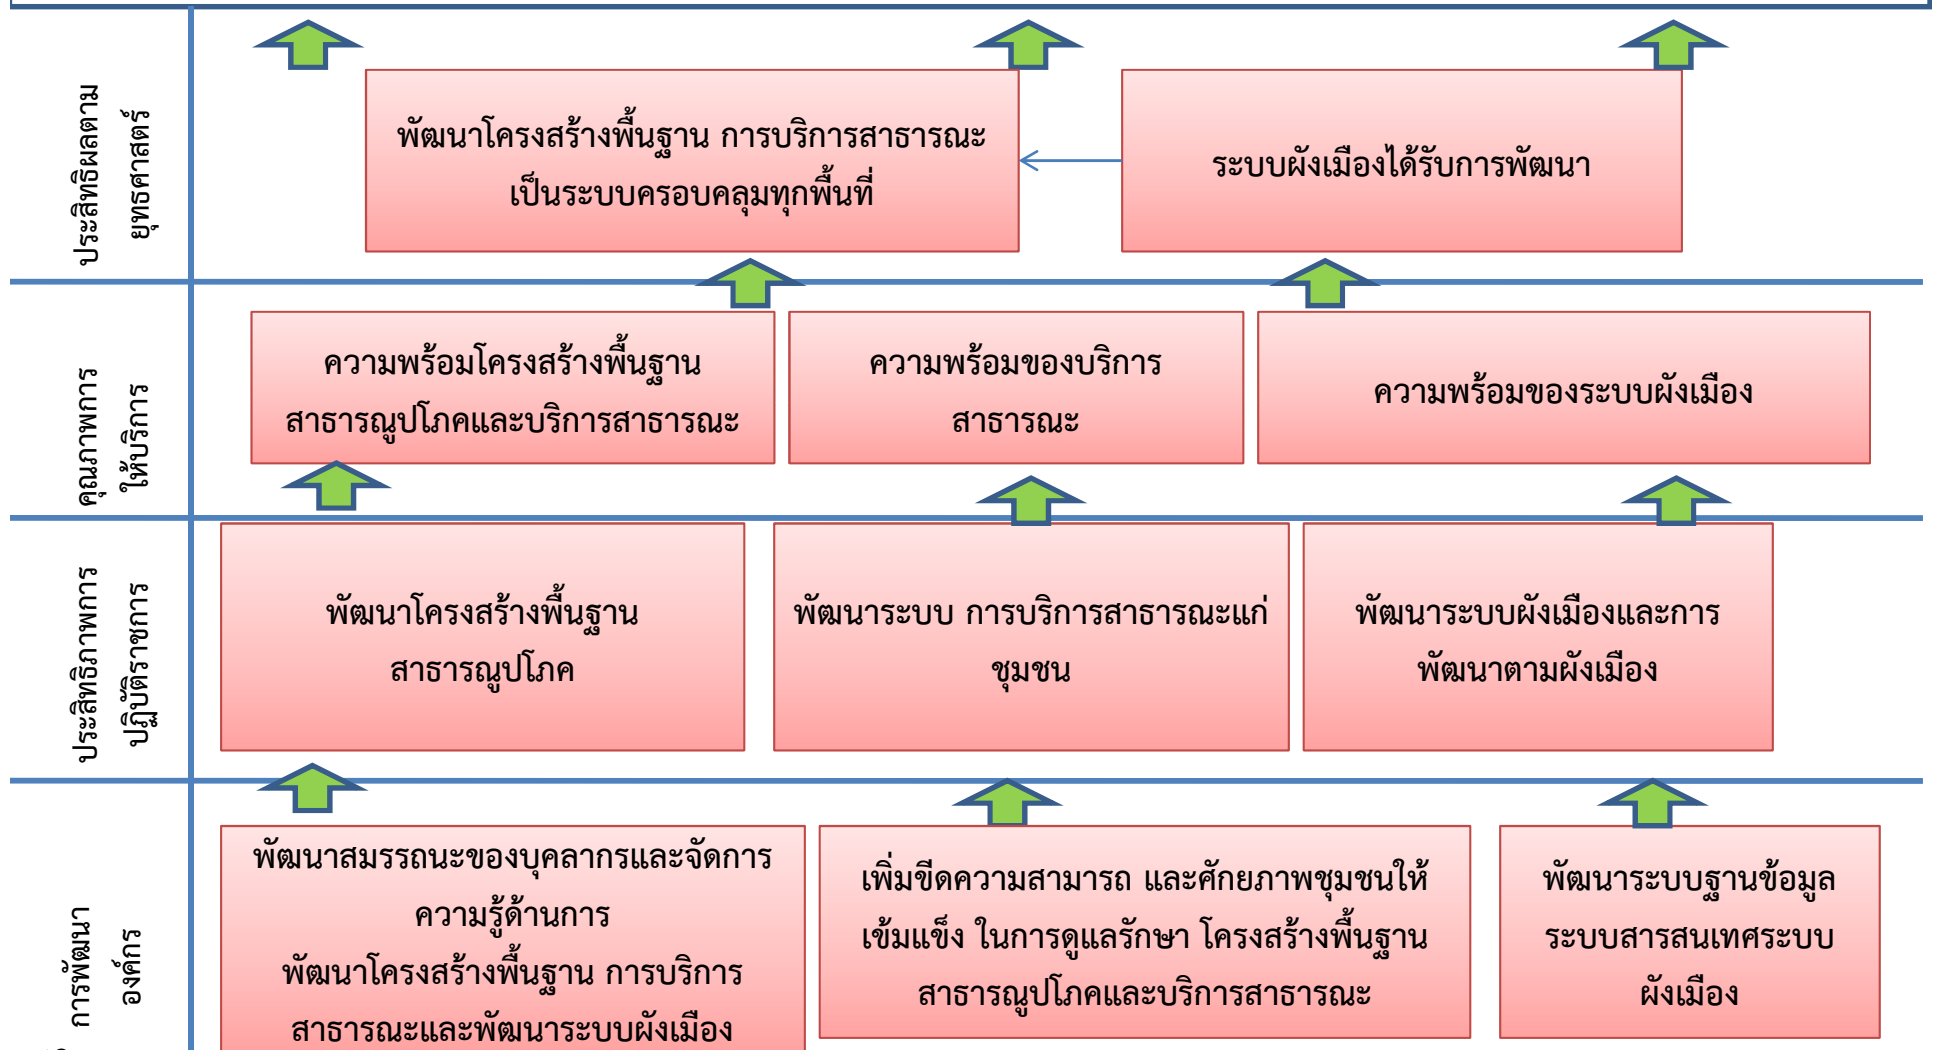 ประสิทธิผลตาม
ยุทธศาสตร์
พัฒนาโครงสร้างพื้นฐาน การบริการสาธารณะ
เป็นระบบครอบคลุมทุกพื้นที่
ระบบผังเมืองได้รับการพัฒนา
คุณภาพการ
ให้บริการ
ความพร้อมโครงสร้างพื้นฐาน
สาธารณูปโภคและบริการสาธารณะ
ความพร้อมของบริการ
สาธารณะ
ความพร้อมของระบบผังเมือง
ประสิทธิภาพการ
ปฏิบัติราชการ
พัฒนาโครงสร้างพื้นฐาน
สาธารณูปโภค
พัฒนาระบบ การบริการสาธารณะแก่
ชุมชน
พัฒนาระบบผังเมืองและการ
พัฒนาตามผังเมือง
การพัฒนา
องค์กร
พัฒนาสมรรถนะของบุคลากรและจัดการ
ความรู้ด้านการ
พัฒนาโครงสร้างพื้นฐาน การบริการ
สาธารณะและพัฒนาระบบผังเมือง
เพิ่มขีดความสามารถ และศักยภาพชุมชนให้
เข้มแข็ง ในการดูแลรักษา โครงสร้างพื้นฐาน
สาธารณูปโภคและบริการสาธารณะ
พัฒนาระบบฐานข้อมูล
ระบบสารสนเทศระบบ
ผังเมือง